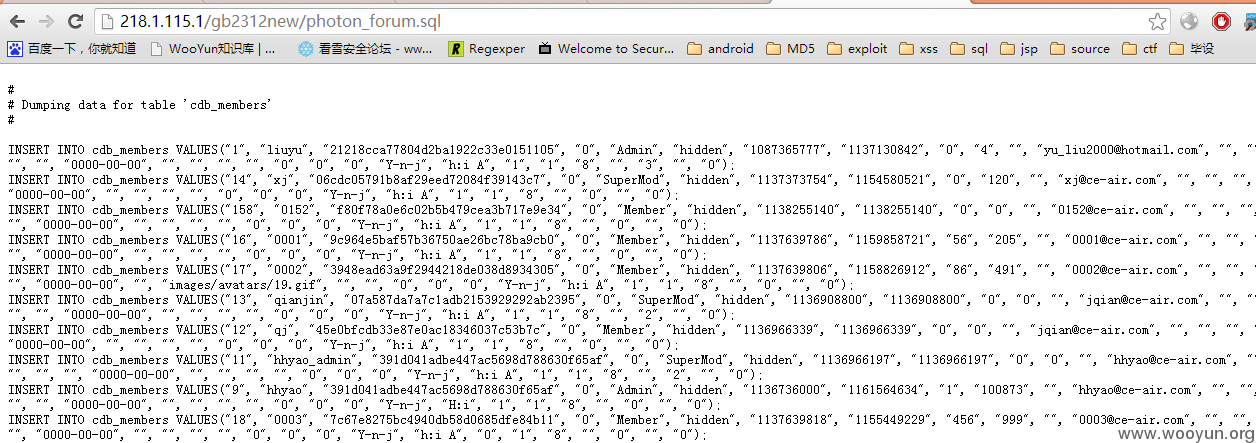 218.1.115.1/gb2312new/photon_forum.sql
百度一下，你就知道 WooYun知识库 | ... 看雪安全论坛 - ww... Regexper Welcome to Secur... android MD5 exploit xss sql jsp source ctf 毕设
#
# Dumping data for table 'cdb_members'
#
INSERT INTO cdb_members VALUES("1", "liuyu", "21218cca77804d2ba1922c33e0151105", "0", "Admin", "hidden", "1087365777", "1137130842", "0", "4", "", "yu_liu2000@hotmail.com", "", "
"", "", "0000-00-00", "", "", "", "", "0", "0", "0", "Y-n-j", "h:i A", "1", "1", "8", "", "3", "", "0");
INSERT INTO cdb_members VALUES("14", "xj", "06cdc05791b8af29eed72084f39143c7", "0", "SuperMod", "hidden", "1137373754", "1154580521", "0", "120", "", "xj@ce-air.com", "", "", "",
"0000-00-00", "", "", "", "", "0", "0", "0", "Y-n-j", "h:i A", "1", "1", "8", "", "0", "", "0");
INSERT INTO cdb_members VALUES("158", "0152", "f80f78a0e6c02b5b479cea3b717e9e34", "0", "Member", "hidden", "1138255140", "1138255140", "0", "0", "", "0152@ce-air.com", "", "", "",
"", "0000-00-00", "", "", "", "", "0", "0", "0", "Y-n-j", "h:i A", "1", "1", "8", "", "0", "", "0");
INSERT INTO cdb_members VALUES("16", "0001", "9c964e5baf57b36750ae26bc78ba9cb0", "0", "Member", "hidden", "1137639786", "1159858721", "56", "205", "", "0001@ce-air.com", "", "", "",
"", "0000-00-00", "", "", "", "", "0", "0", "0", "Y-n-j", "h:i A", "1", "1", "8", "", "0", "", "0");
INSERT INTO cdb_members VALUES("17", "0002", "3948ead63a9f2944218de038d8934305", "0", "Member", "hidden", "1137639806", "1158826912", "86", "491", "", "0002@ce-air.com", "", "", "",
"", "0000-00-00", "", "images/avatars/19.gif", "", "", "0", "0", "0", "Y-n-j", "h:i A", "1", "1", "8", "", "0", "", "0");
INSERT INTO cdb_members VALUES("13", "qianjin", "07a587da7a7c1adb2153929292ab2395", "0", "SuperMod", "hidden", "1136908800", "1136908800", "0", "0", "", "jqian@ce-air.com", "", "
"", "", "0000-00-00", "", "", "", "", "0", "0", "0", "Y-n-j", "h:i A", "1", "1", "8", "", "2", "", "0");
INSERT INTO cdb_members VALUES("12", "qj", "45e0bfcdb33e87e0ac18346037c53b7c", "0", "Member", "hidden", "1136966339", "1136966339", "0", "0", "", "jqian@ce-air.com", "", "", "",
"0000-00-00", "", "", "", "", "0", "0", "0", "Y-n-j", "h:i A", "1", "1", "8", "", "0", "", "0");
INSERT INTO cdb_members VALUES("11", "hhyao_admin", "391d041adbe447ac5698d788630f65af", "0", "SuperMod", "hidden", "1136966197", "1136966197", "0", "0", "", "hhyao@ce-air.com", "
"", "", "", "0000-00-00", "", "", "", "", "0", "0", "0", "Y-n-j", "h:i A", "1", "1", "8", "", "2", "", "0");
INSERT INTO cdb_members VALUES("9", "hhyao", "391d041adbe447ac5698d788630f65af", "0", "Admin", "hidden", "1136736000", "1161564634", "1", "100873", "", "hhyao@ce-air.com", "", "",
"", "0000-00-00", "", "", "", "", "0", "0", "0", "Y-n-j", "H:i", "1", "1", "8", "", "0", "", "0");
INSERT INTO cdb_members VALUES("18", "0003", "7c67e8275bc4940db58d0685dfe84b11", "0", "Member", "hidden", "1137639818", "1155449229", "456", "999", "", "0003@ce-air.com", "", "",
"", "0000-00-00", "", "", "", "", "0", "0", "0", "Y-n-j", "h:i A", "0", "1", "8", "", "0", "", "0");
www.wooyun.org